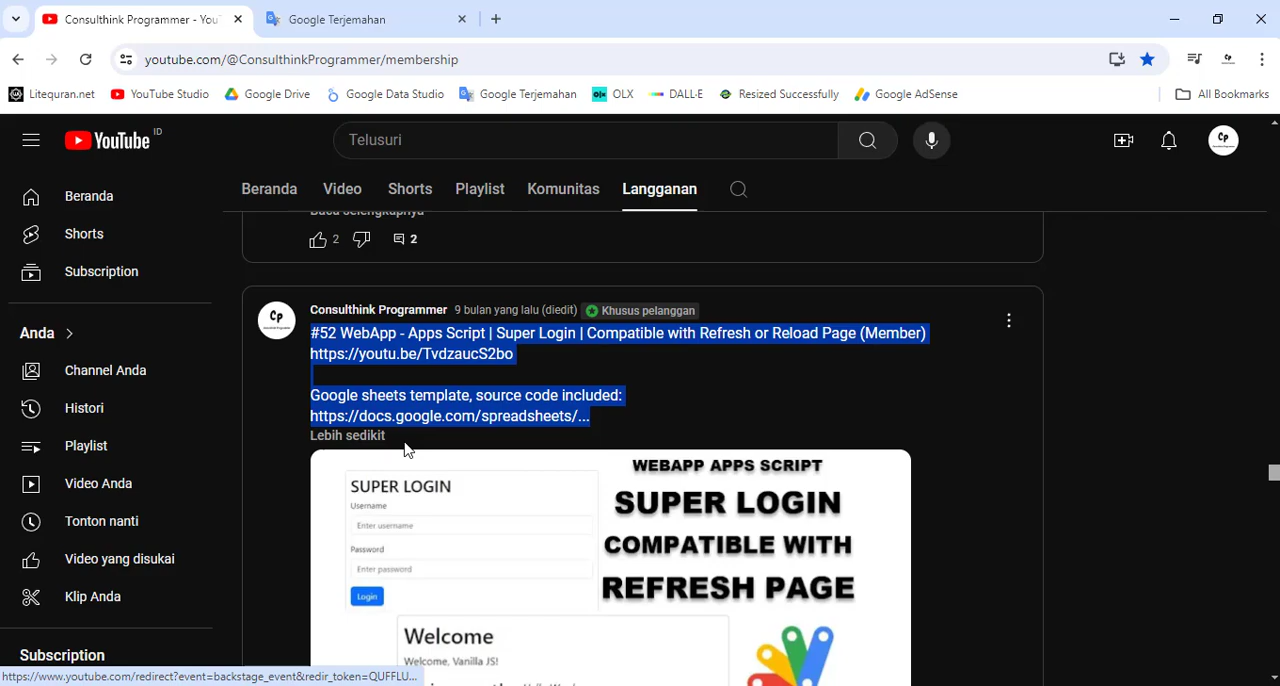 Consulthink Programmer - You
Google Terjemahan
youtube.com/@ConsulthinkProgrammer/membership
Litequran.net
YouTube Studio
Google Drive
Google Data Studio
Google Terjemahan
OLX
DALL-E
Resized Successfully
Google AdSense
All Bookmarks
YouTube ID
Telusuri
Cp
Beranda
Video
Shorts
Playlist
Komunitas
Langganan
Beranda
Shorts
Subscription
Anda
Channel Anda
Histori
Playlist
Video Anda
Tonton nanti
Video yang disukai
Klip Anda
Subscription
Baca selengkapnya
2
2
Cp
Consulthink Programmer 9 bulan yang lalu (diedit) Khusus pelanggan
#52 WebApp - Apps Script | Super Login | Compatible with Refresh or Reload Page (Member)
https://youtu.be/TvdzaucS2bo
Google sheets template, source code included:
https://docs.google.com/spreadsheets/...
Lebih sedikit
SUPER LOGIN
Username
Enter username
Password
Enter password
Login
WEBAPP APPS SCRIPT
SUPER LOGIN
COMPATIBLE WITH
REFRESH PAGE
Welcome
Welcome, Vanilla JS!
https://www.youtube.com/redirect?event=backstage_event&redir_token=QUFFLU...